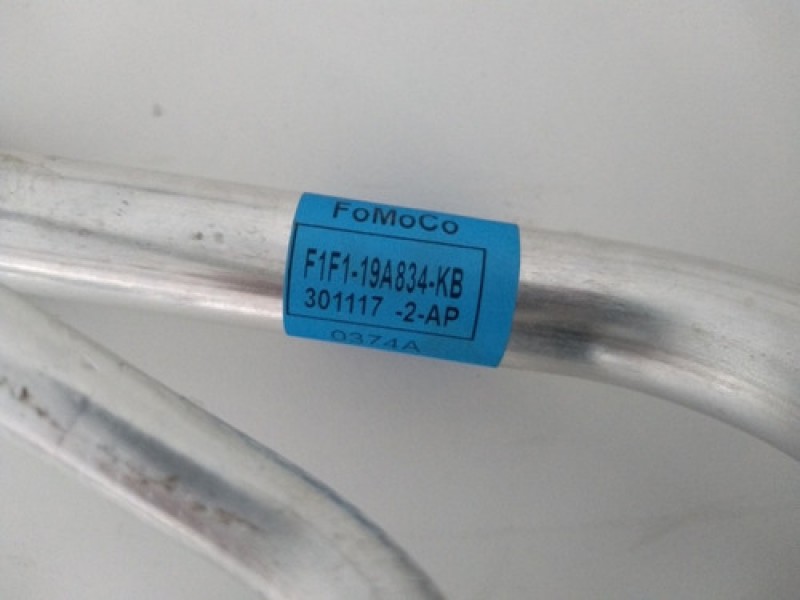 FoMoCo
F1F1-19A834-KB
301117 -2-AP
0374A